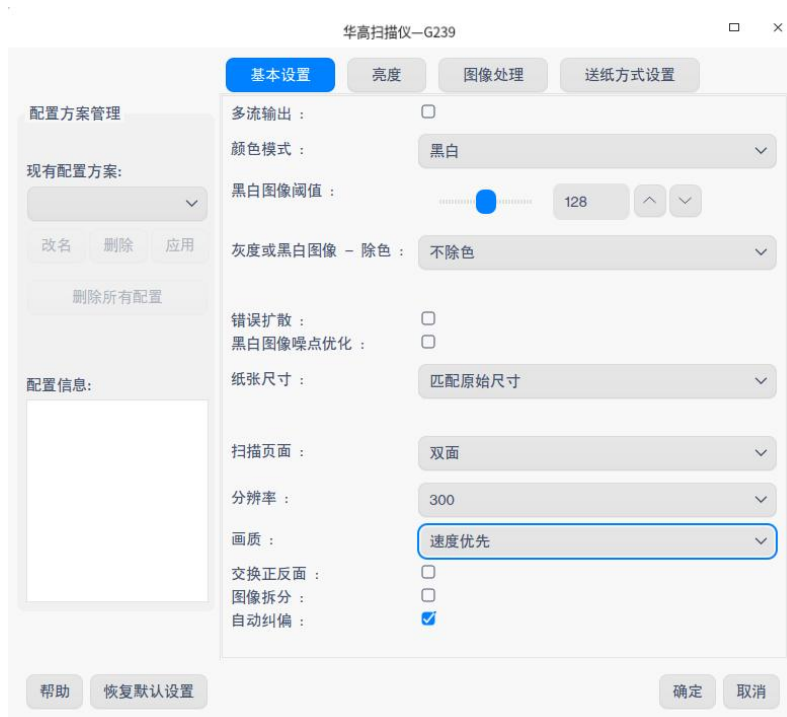 华高扫描仪—G239
基本设置 亮度 图像处理 送纸方式设置
配置方案管理
现有配置方案:
改名 删除 应用
删除所有配置
配置信息:
多流输出 :
颜色模式 : 黑白
黑白图像阈值 : 128
灰度或黑白图像 – 除色 : 不除色
错误扩散 :
黑白图像噪点优化 :
纸张尺寸 : 匹配原始尺寸
扫描页面 : 双面
分辨率 : 300
画质 : 速度优先
交换正反面 :
图像拆分 :
自动纠偏 :
帮助 恢复默认设置 确定 取消